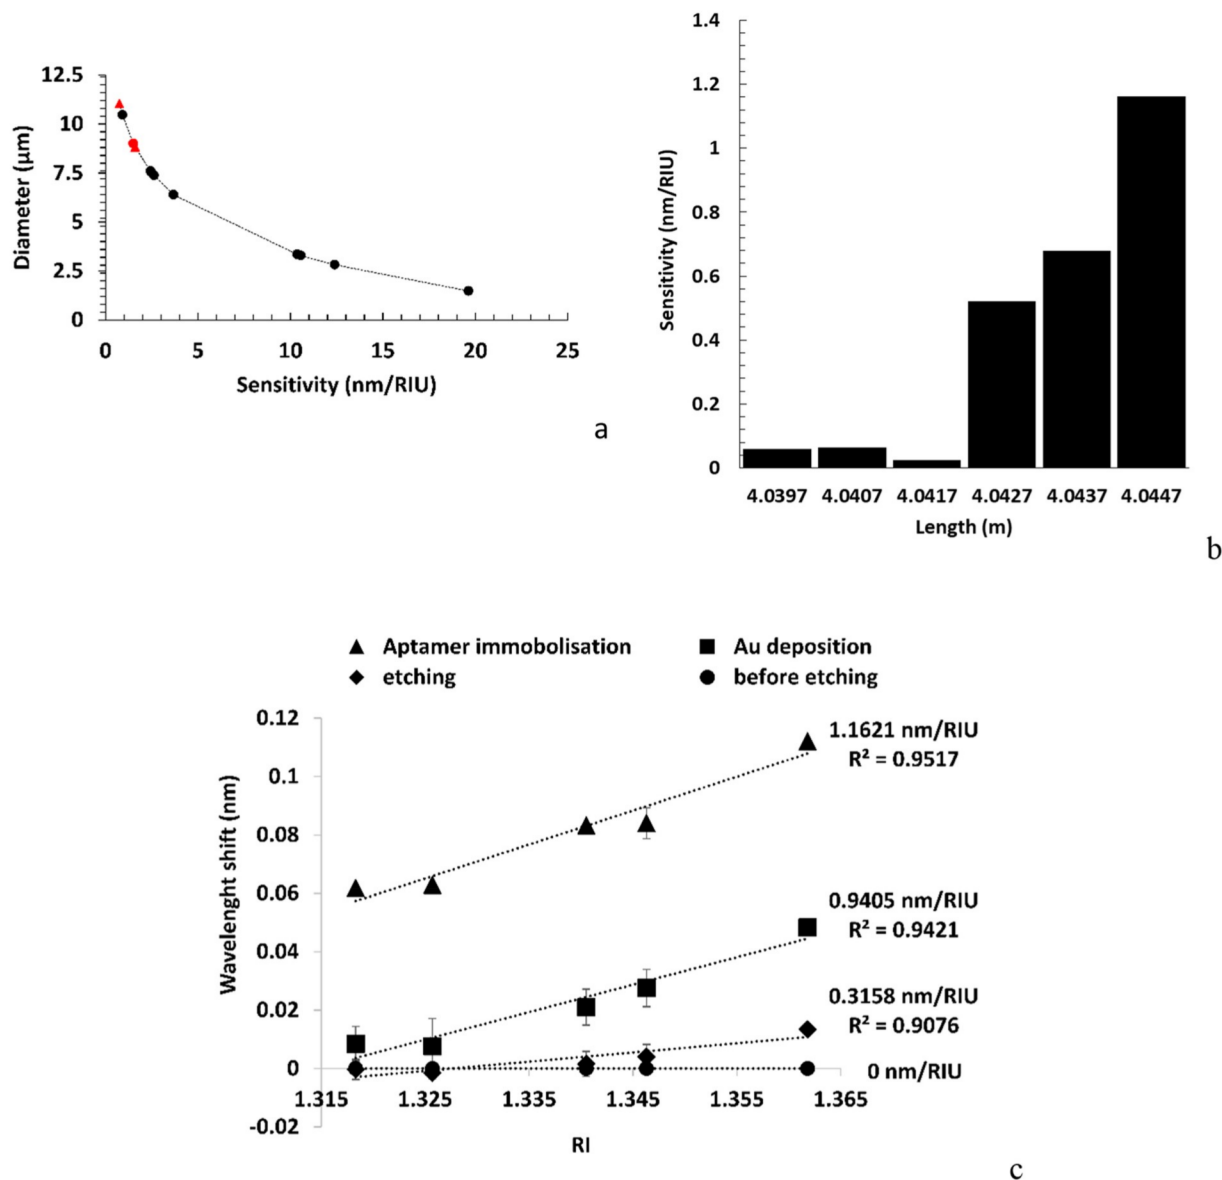 12.5
10
7.5
5
2.5
0
Diameter (µm)
0 5 10 15 20 25
Sensitivity (nm/RIU)
a
1.4
1.2
1
0.8
0.6
0.4
0.2
0
Sensitivity (nm/RIU)
4.0397 4.0407 4.0417 4.0427 4.0437 4.0447
Length (m)
b
Aptamer immobolisation
Au deposition
etching
before etching
0.12
0.1
0.08
0.06
0.04
0.02
0
-0.02
Wavelenght shift (nm)
1.1621 nm/RIU
R² = 0.9517
0.9405 nm/RIU
R² = 0.9421
0.3158 nm/RIU
R² = 0.9076
0 nm/RIU
1.315 1.325 1.335 1.345 1.355 1.365
RI
c